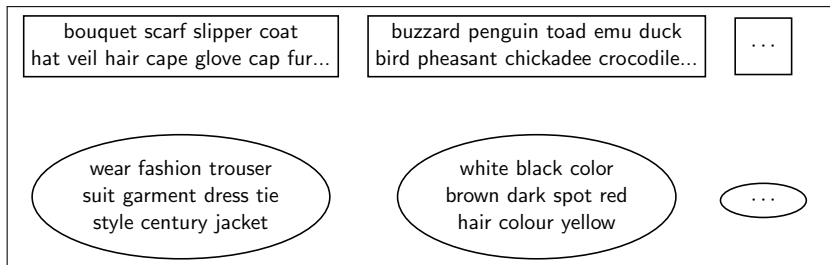 bouquet scarf slipper coat
hat veil hair cape glove cap fur...
buzzard penguin toad emu duck
bird pheasant chickadee crocodile...
...
wear fashion trouser
suit garment dress tie
style century jacket
white black color
brown dark spot red
hair colour yellow
...